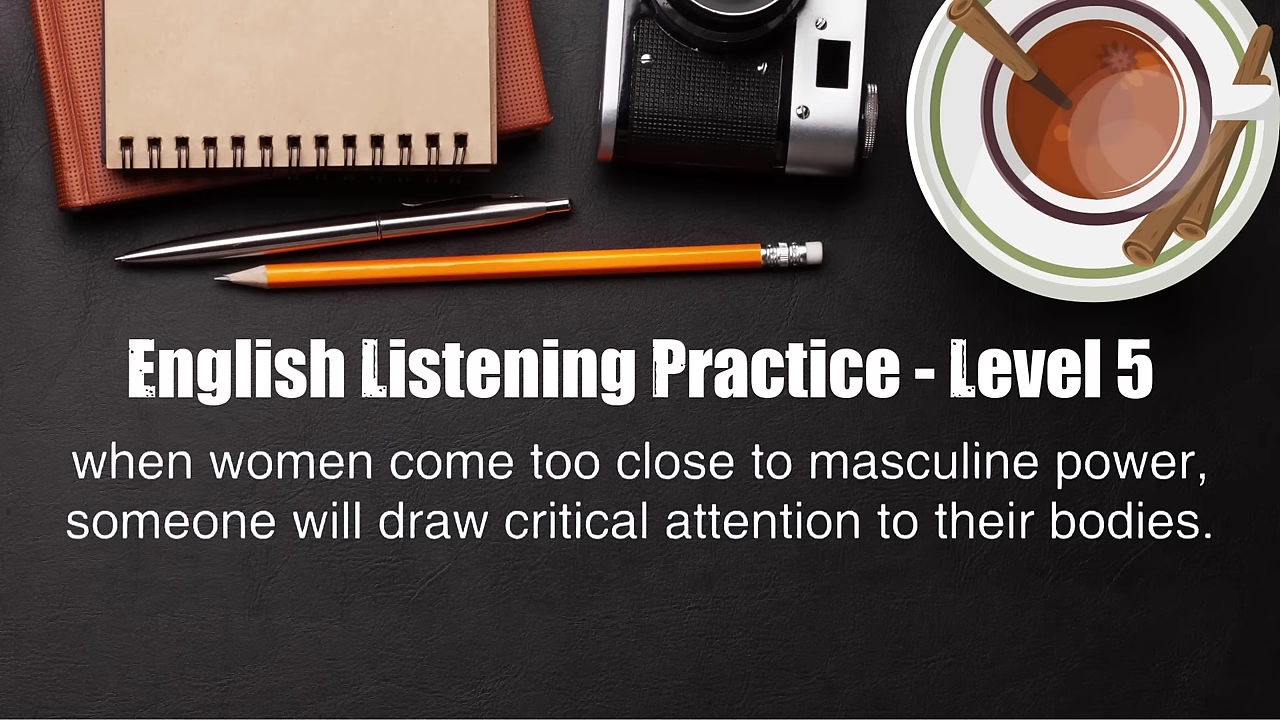 English Listening Practice - Level 5
when women come too close to masculine power,
someone will draw critical attention to their bodies.